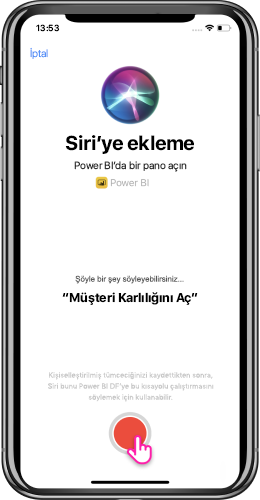 13:53
İptal
Siri'ye ekleme
Power BI'da bir pano açın
Power BI
Şöyle bir şey söyleyebilirsiniz...
"Müşteri Karlılığını Aç"
Kişiselleştirilmiş tümceciğinizi kaydettikten sonra,
Siri bunu Power BI DF'ye bu kısayolu çalıştırmasını
söylemek için kullanabilir.